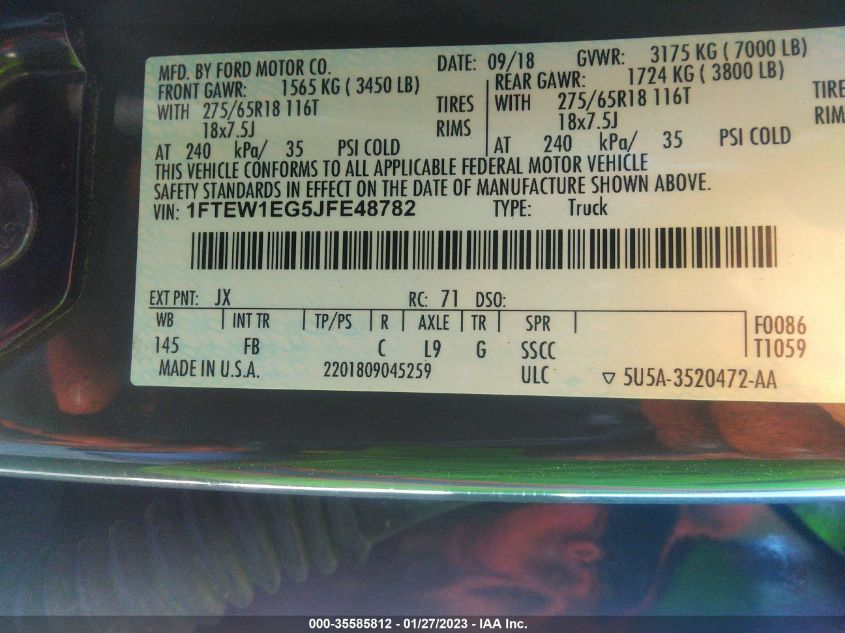 MFD. BY FORD MOTOR CO. DATE: 09/18 GVWR: 3175 KG ( 7000 LB)
FRONT GAWR: 1565 KG ( 3450 LB) REAR GAWR: 1724 KG ( 3800 LB)
WITH 275/65R18 116T TIRES WITH 275/65R18 116T TIRES
18x7.5J RIMS 18x7.5J RIM
AT 240 kPa/ 35 PSI COLD AT 240 kPa/ 35 PSI COLD
THIS VEHICLE CONFORMS TO ALL APPLICABLE FEDERAL MOTOR VEHICLE
SAFETY STANDARDS IN EFFECT ON THE DATE OF MANUFACTURE SHOWN ABOVE.
VIN: 1FTEW1EG5JFE48782 TYPE: Truck
EXT PNT: JX RC: 71 DSO:
WB INT TR TP/PS R AXLE TR SPR F0086
145 FB C L9 G SSCC T1059
MADE IN U.S.A. 2201809045259 ULC ▽ 5U5A-3520472-AA
000-35585812 - 01/27/2023 - IAA Inc.